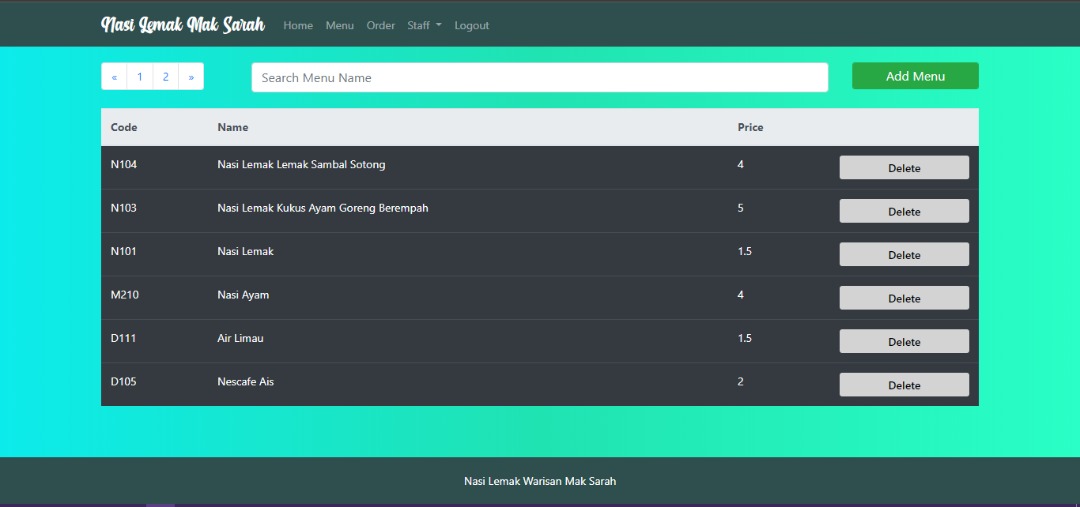 Nasi Lemak Mak Sarah Home Menu Order Staff Logout
« 1 2 » Search Menu Name Add Menu
Code Name Price
N104 Nasi Lemak Lemak Sambal Sotong 4 Delete
N103 Nasi Lemak Kukus Ayam Goreng Berempah 5 Delete
N101 Nasi Lemak 1.5 Delete
M210 Nasi Ayam 4 Delete
D111 Air Limau 1.5 Delete
D105 Nescafe Ais 2 Delete
Nasi Lemak Warisan Mak Sarah